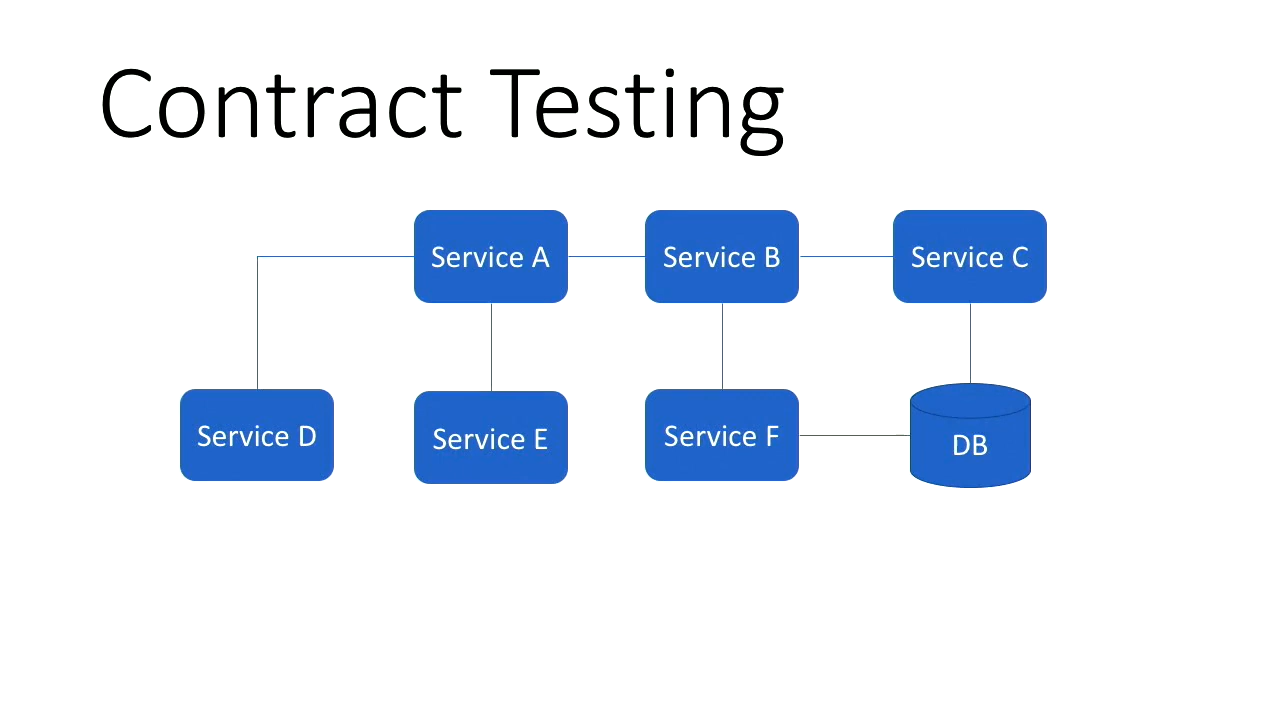 Contract Testing
Service A
Service B
Service C
Service D
Service E
Service F
DB